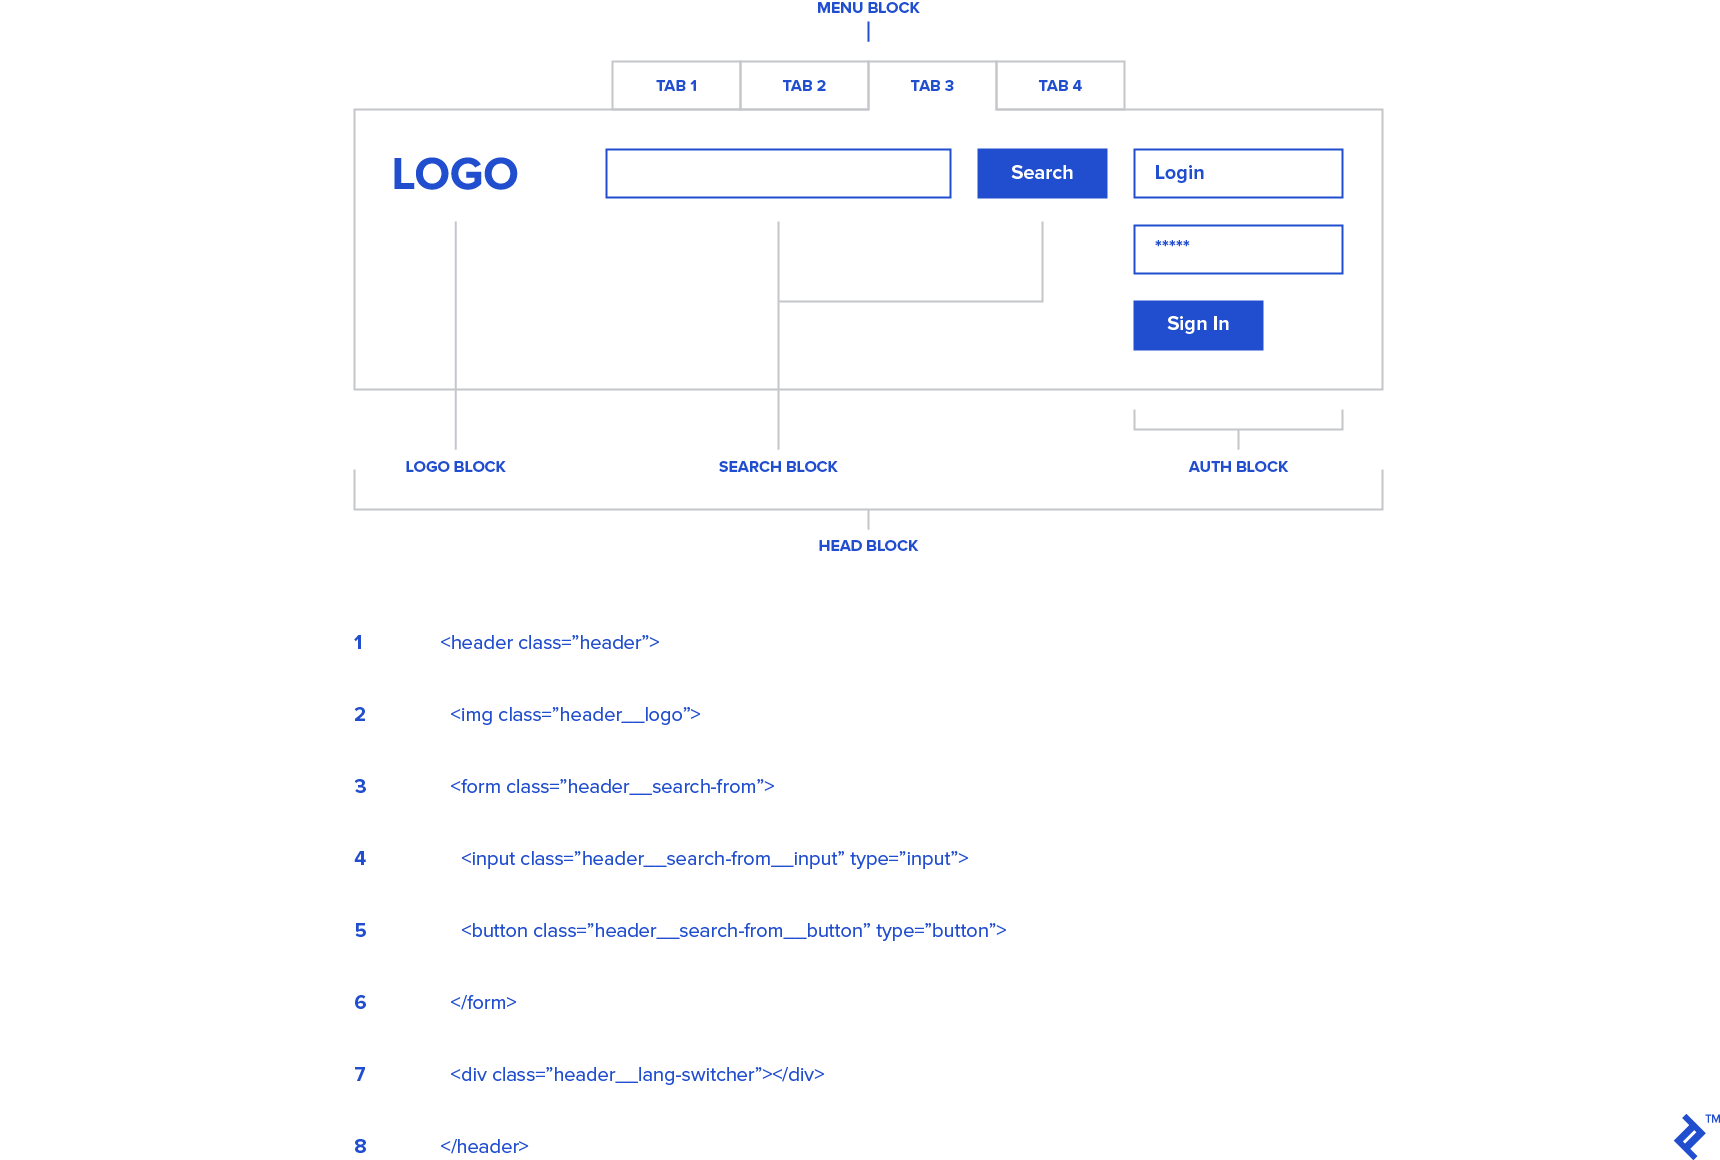 MENU BLOCK
TAB 1 TAB 2 TAB 3 TAB 4
LOGO Search Login
*****
Sign In
LOGO BLOCK SEARCH BLOCK AUTH BLOCK
HEAD BLOCK
1 <header class=”header”>
2 <img class=”header__logo”>
3 <form class=”header__search-from”>
4 <input class=”header__search-from__input” type=”input”>
5 <button class=”header__search-from__button” type=”button”>
6 </form>
7 <div class=”header__lang-switcher”></div>
8 </header>
TM